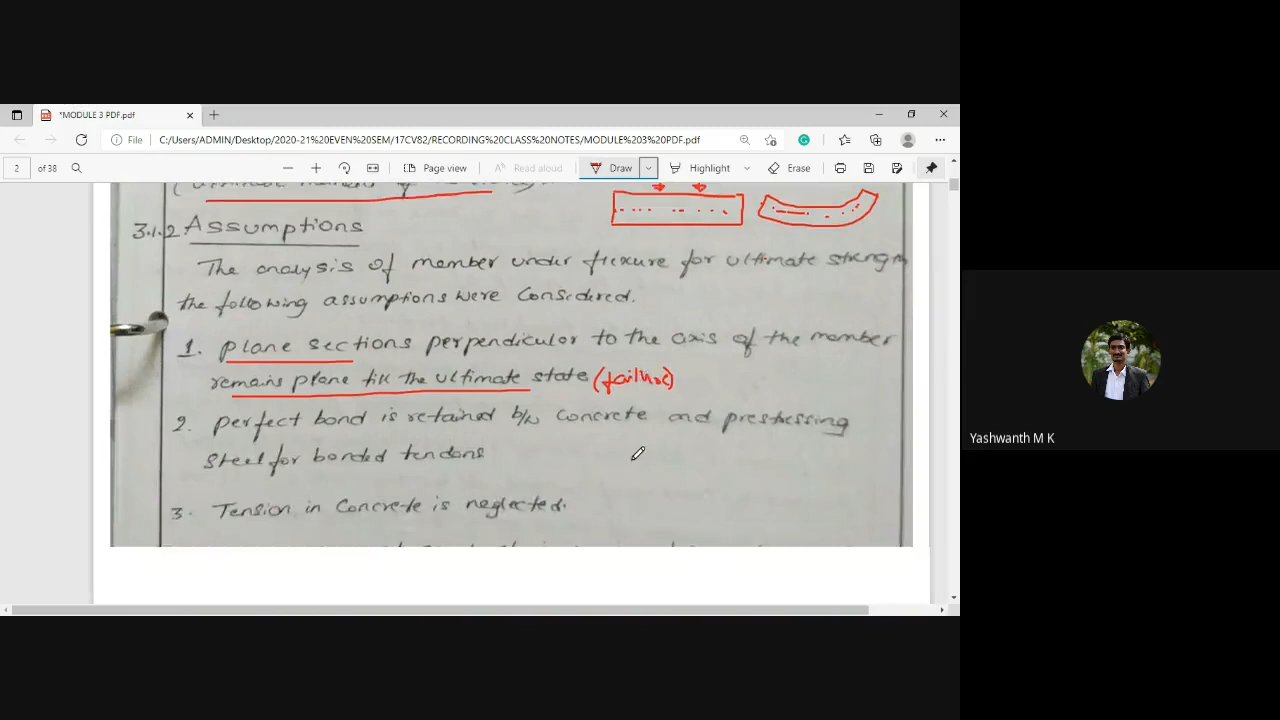 *MODULE 3 PDF.pdf
File C:/Users/ADMIN/Desktop/2020-21%20EVEN%20SEM/17CV82/RECORDING%20CLASS%20NOTES/MODULE%203%20PDF.pdf
2 of 38 Page view Read aloud Draw Highlight Erase
3.1.2 Assumptions
The analysis of member under flexure for ultimate strength
the following assumptions were Considered.
1. plane sections perpendicular to the axis of the member
remains plane till the ultimate state (failure)
2. perfect bond is retained b/w concrete and prestressing
steel for bonded tendons
3. Tension in Concrete is neglected.
Yashwanth M K